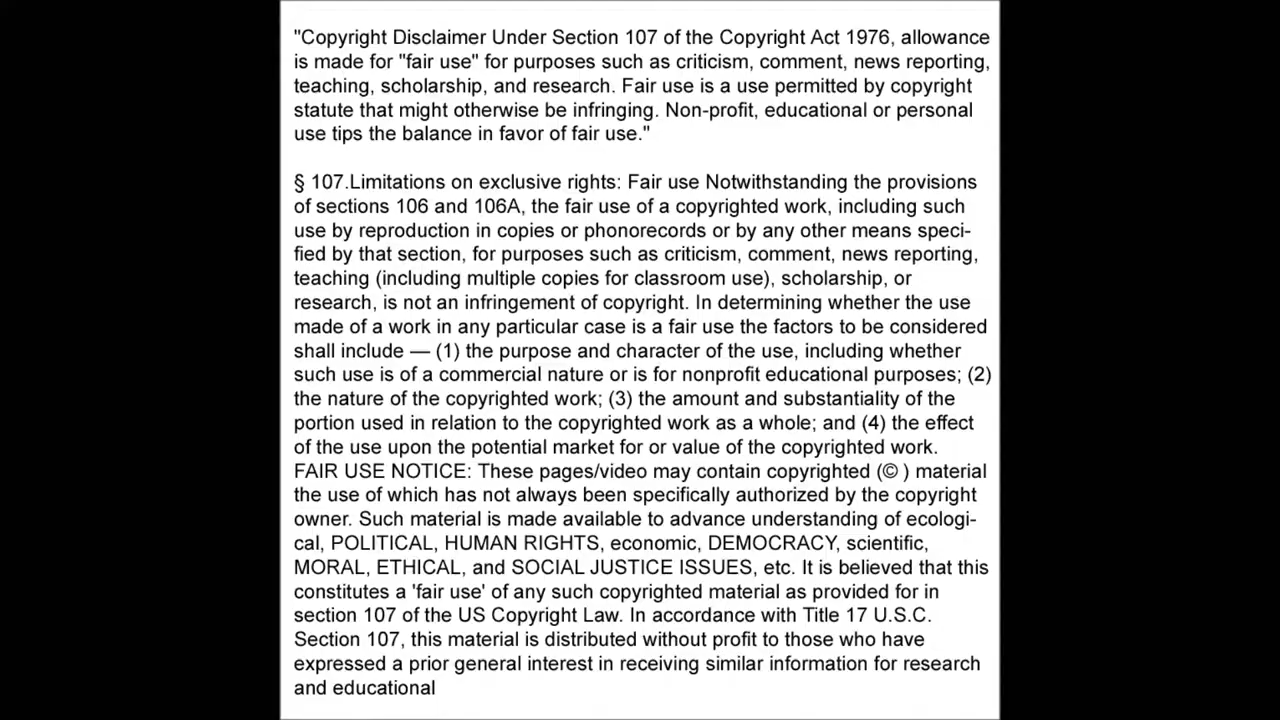 "Copyright Disclaimer Under Section 107 of the Copyright Act 1976, allowance
is made for "fair use" for purposes such as criticism, comment, news reporting,
teaching, scholarship, and research. Fair use is a use permitted by copyright
statute that might otherwise be infringing. Non-profit, educational or personal
use tips the balance in favor of fair use."
§ 107.Limitations on exclusive rights: Fair use Notwithstanding the provisions
of sections 106 and 106A, the fair use of a copyrighted work, including such
use by reproduction in copies or phonorecords or by any other means speci-
fied by that section, for purposes such as criticism, comment, news reporting,
teaching (including multiple copies for classroom use), scholarship, or
research, is not an infringement of copyright. In determining whether the use
made of a work in any particular case is a fair use the factors to be considered
shall include — (1) the purpose and character of the use, including whether
such use is of a commercial nature or is for nonprofit educational purposes; (2)
the nature of the copyrighted work; (3) the amount and substantiality of the
portion used in relation to the copyrighted work as a whole; and (4) the effect
of the use upon the potential market for or value of the copyrighted work.
FAIR USE NOTICE: These pages/video may contain copyrighted (© ) material
the use of which has not always been specifically authorized by the copyright
owner. Such material is made available to advance understanding of ecologi-
cal, POLITICAL, HUMAN RIGHTS, economic, DEMOCRACY, scientific,
MORAL, ETHICAL, and SOCIAL JUSTICE ISSUES, etc. It is believed that this
constitutes a 'fair use' of any such copyrighted material as provided for in
section 107 of the US Copyright Law. In accordance with Title 17 U.S.C.
Section 107, this material is distributed without profit to those who have
expressed a prior general interest in receiving similar information for research
and educational